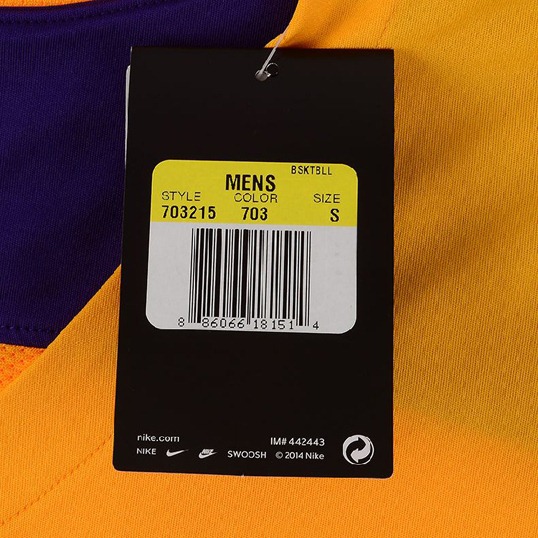 BSKTBLL
MENS
STYLE COLOR SIZE
703215 703 S
8 86066 18151 4
nike.com IM# 442443
NIKE SWOOSH © 2014 Nike